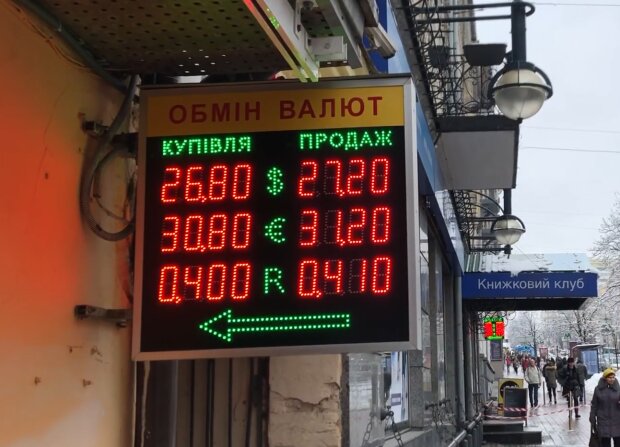 ОБМІН ВАЛЮТ
КУПІВЛЯ ПРОДАЖ
26.80 $ 27.20
30.80 € 31.20
0.400 R 0.410
Книжковий клуб